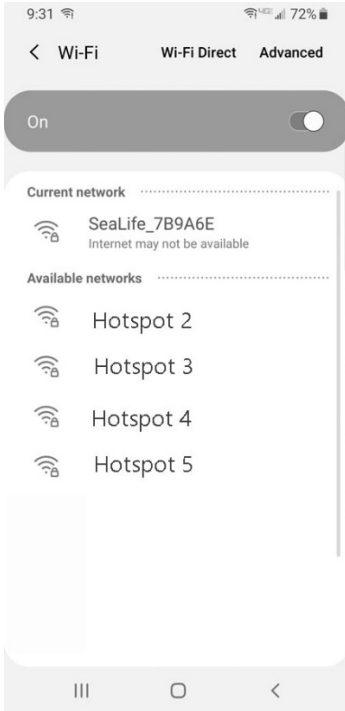 9:31 72%
Wi-Fi Wi-Fi Direct Advanced
On
Current network
SeaLife_7B9A6E
Internet may not be available
Available networks
Hotspot 2
Hotspot 3
Hotspot 4
Hotspot 5